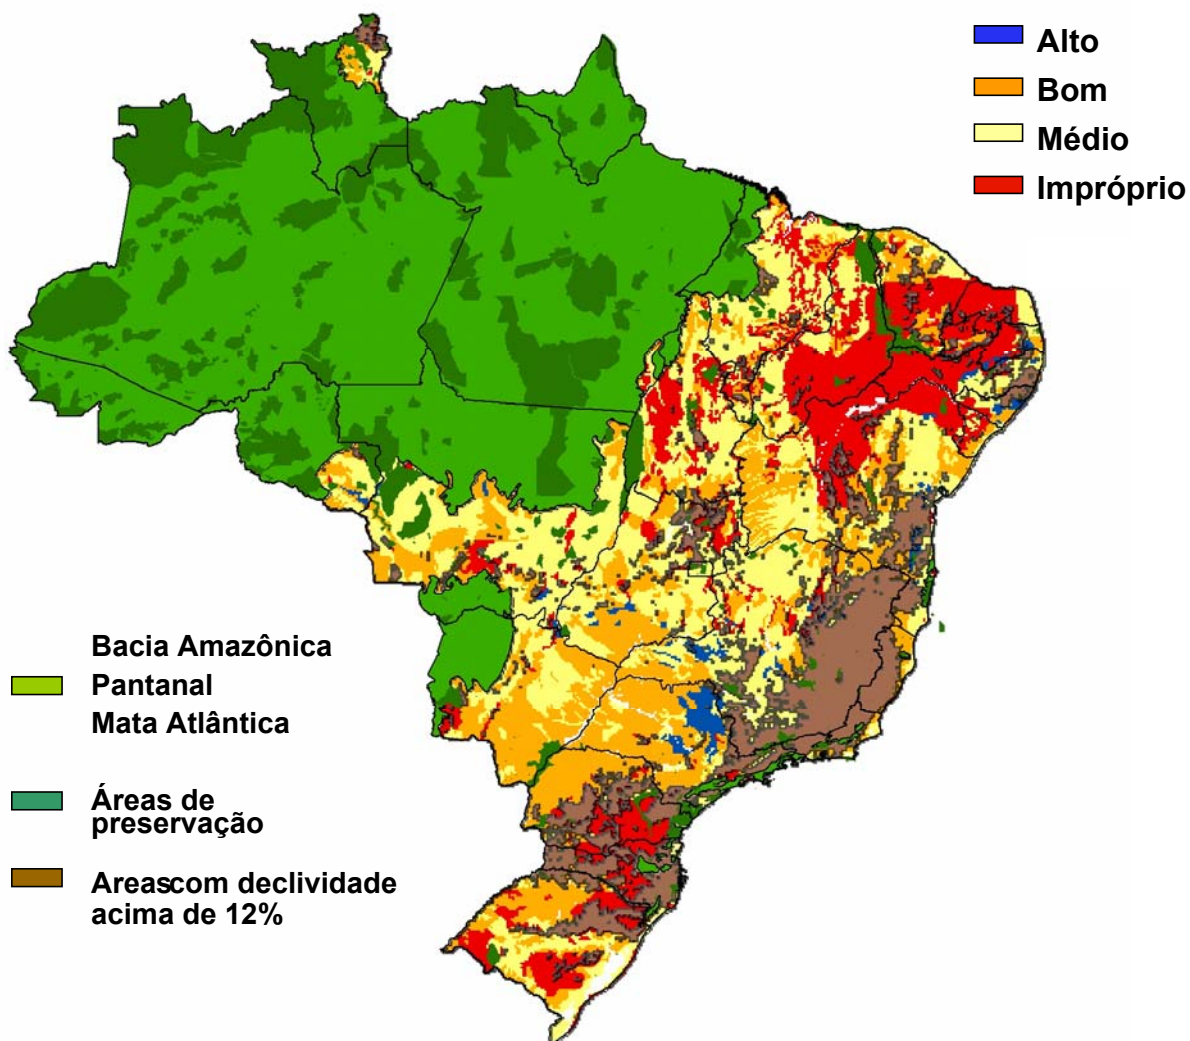 Alto
Bom
Médio
Impróprio
Bacia Amazônica
Pantanal
Mata Atlântica
Áreas de
preservação
Areascom declividade
acima de 12%